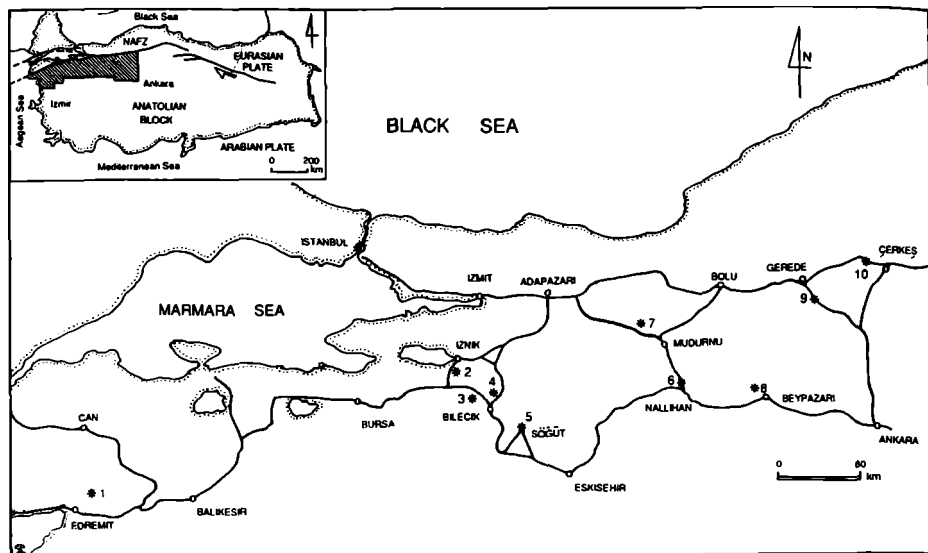 Black Sea
NAFZ
EURASIAN
PLATE
Ankara
Izmir
ANATOLIAN
BLOCK
Aegean Sea
ARABIAN PLATE
Mediterranean Sea
0 200
km
N
BLACK SEA
ISTANBUL
MARMARA SEA
IZMIT
ADAPAZARI
BOLU
GEREDE
ÇERKEŞ
10
9
7
MUDURNU
IZNIK
2
3
4
BILECIK
5
SÖĞÜT
6
NALLIHAN
8
BEYPAZARI
ANKARA
ESKISEHIR
BURSA
CAN
1
EDREMIT
BALIKESIR
0 60
km